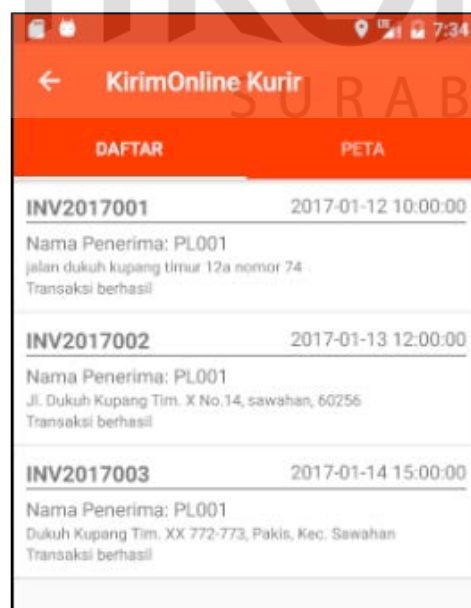 7:34
KirimOnline Kurir
SURAB
DAFTAR PETA
INV2017001 2017-01-12 10:00:00
Nama Penerima: PL001
jalan dukuh kupang timur 12a nomor 74
Transaksi berhasil
INV2017002 2017-01-13 12:00:00
Nama Penerima: PL001
Jl. Dukuh Kupang Tim. X No.14, sawahan, 60256
Transaksi berhasil
INV2017003 2017-01-14 15:00:00
Nama Penerima: PL001
Dukuh Kupang Tim. XX 772-773, Pakis, Kec. Sawahan
Transaksi berhasil